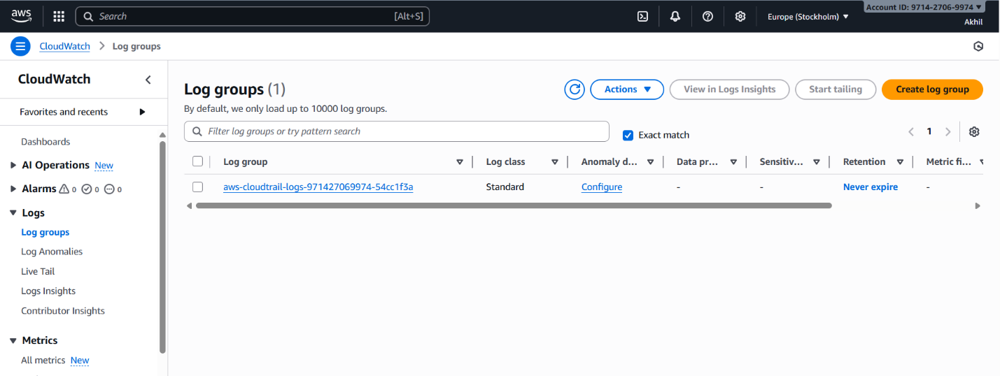 aws
Search [Alt+S]
Europe (Stockholm)
Account ID: 9714-2706-9974
Akhil
CloudWatch > Log groups
CloudWatch
Favorites and recents
Dashboards
AI Operations New
Alarms 0 0 0
Logs
Log groups
Log Anomalies
Live Tail
Logs Insights
Contributor Insights
Metrics
All metrics New
Log groups (1)
Actions View in Logs Insights Start tailing Create log group
By default, we only load up to 10000 log groups.
Filter log groups or try pattern search Exact match
1
Log group Log class Anomaly d... Data pr... Sensitiv... Retention Metric fi...
aws-cloudtrail-logs-971427069974-54cc1f3a Standard Configure - - Never expire -